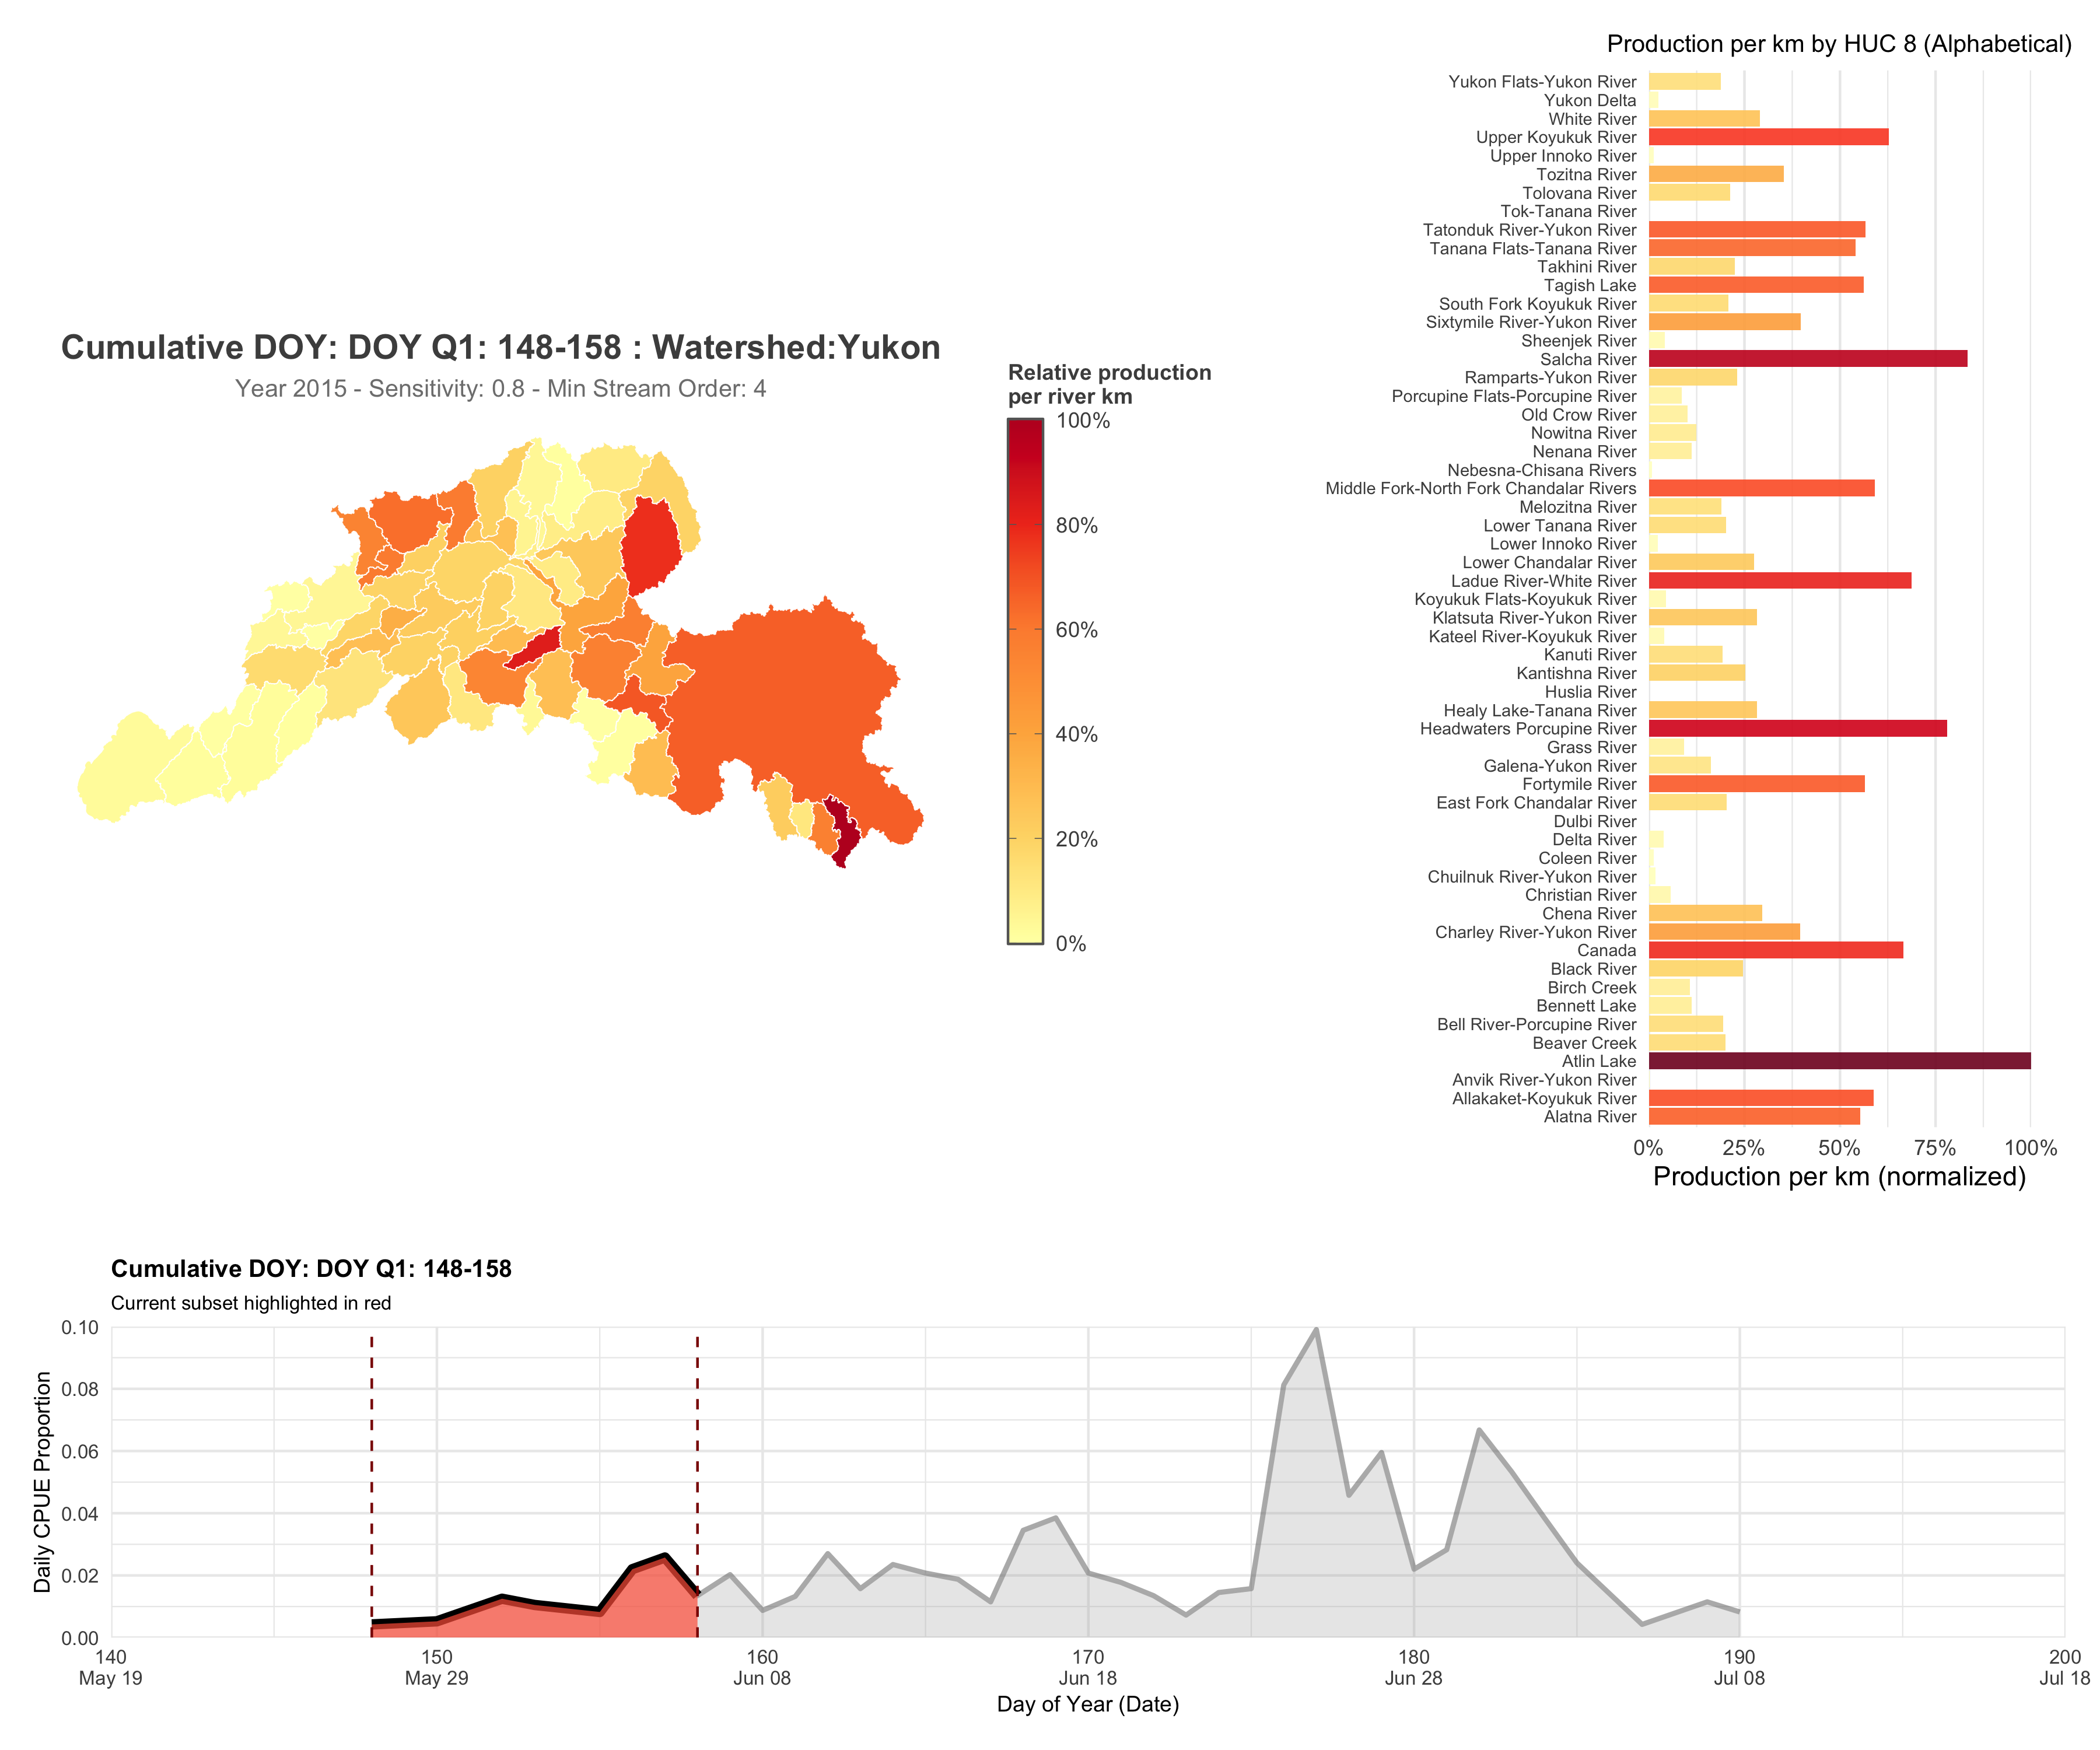 Production per km by HUC 8 (Alphabetical)
Yukon Flats-Yukon River
Yukon Delta
White River
Upper Koyukuk River
Upper Innoko River
Tozitna River
Tolovana River
Tok-Tanana River
Tatonduk River-Yukon River
Tanana Flats-Tanana River
Takhini River
Tagish Lake
South Fork Koyukuk River
Sixtymile River-Yukon River
Sheenjek River
Salcha River
Ramparts-Yukon River
Porcupine Flats-Porcupine River
Old Crow River
Nowitna River
Nenana River
Nebesna-Chisana Rivers
Middle Fork-North Fork Chandalar Rivers
Melozitna River
Lower Tanana River
Lower Innoko River
Lower Chandalar River
Ladue River-White River
Koyukuk Flats-Koyukuk River
Klatsuta River-Yukon River
Kateel River-Koyukuk River
Kanuti River
Kantishna River
Huslia River
Healy Lake-Tanana River
Headwaters Porcupine River
Grass River
Galena-Yukon River
Fortymile River
East Fork Chandalar River
Dulbi River
Delta River
Coleen River
Chuilnuk River-Yukon River
Christian River
Chena River
Charley River-Yukon River
Canada
Black River
Birch Creek
Bennett Lake
Bell River-Porcupine River
Beaver Creek
Atlin Lake
Anvik River-Yukon River
Allakaket-Koyukuk River
Alatna River
0% 25% 50% 75% 100%
Production per km (normalized)
Cumulative DOY: DOY Q1: 148-158 : Watershed:Yukon
Year 2015 - Sensitivity: 0.8 - Min Stream Order: 4
Relative production
per river km
100%
80%
60%
40%
20%
0%
Cumulative DOY: DOY Q1: 148-158
Current subset highlighted in red
Daily CPUE Proportion
0.10
0.08
0.06
0.04
0.02
0.00
140 150 160 170 180 190 200
May 19 May 29 Jun 08 Jun 18 Jun 28 Jul 08 Jul 18
Day of Year (Date)